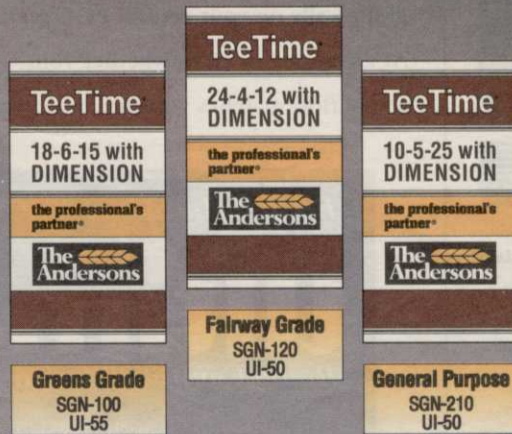 TeeTime
18-6-15 with
DIMENSION
the professional's
partner®
The
Andersons
Greens Grade
SGN-100
UI-55
TeeTime
24-4-12 with
DIMENSION
the professional's
partner®
The
Andersons
Fairway Grade
SGN-120
UI-50
TeeTime
10-5-25 with
DIMENSION
the professional's
partner®
The
Andersons
General Purpose
SGN-210
UI-50